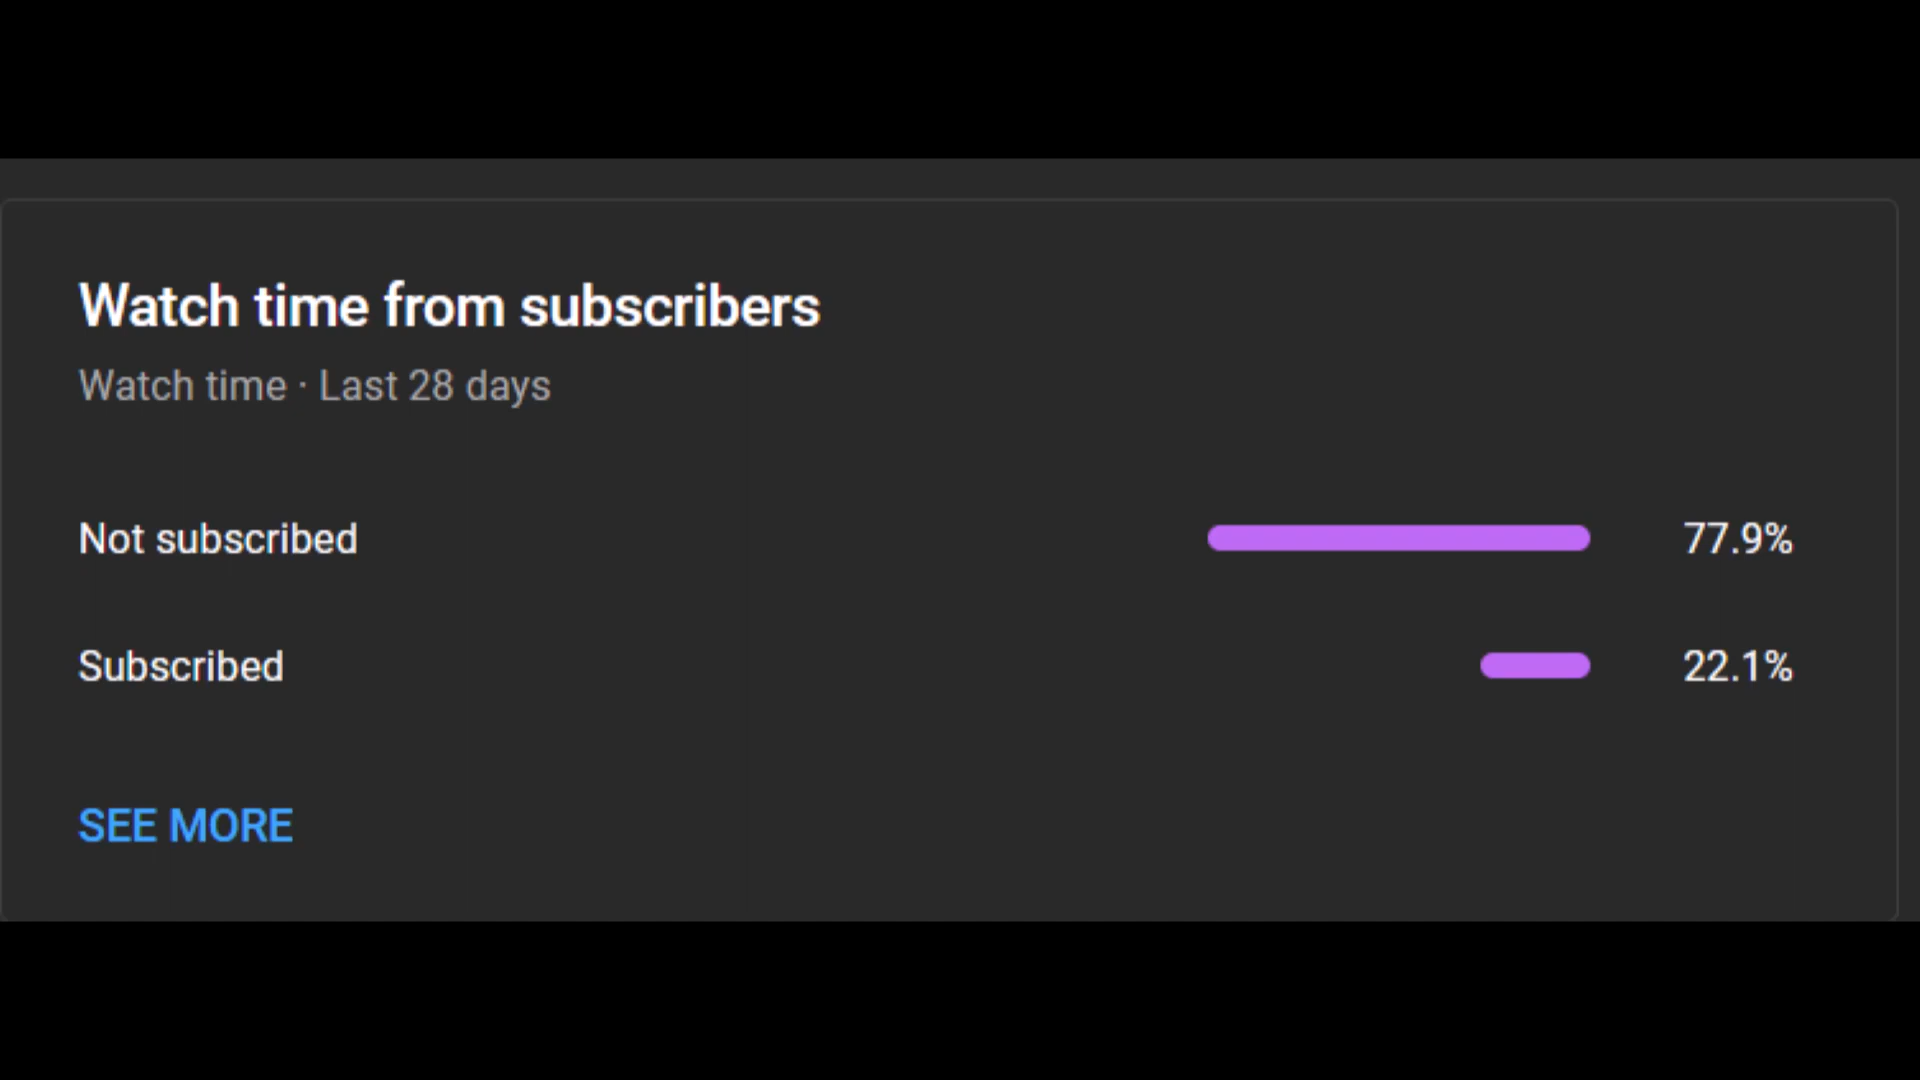 Watch time from subscribers
Watch time · Last 28 days
Not subscribed 77.9%
Subscribed 22.1%
SEE MORE